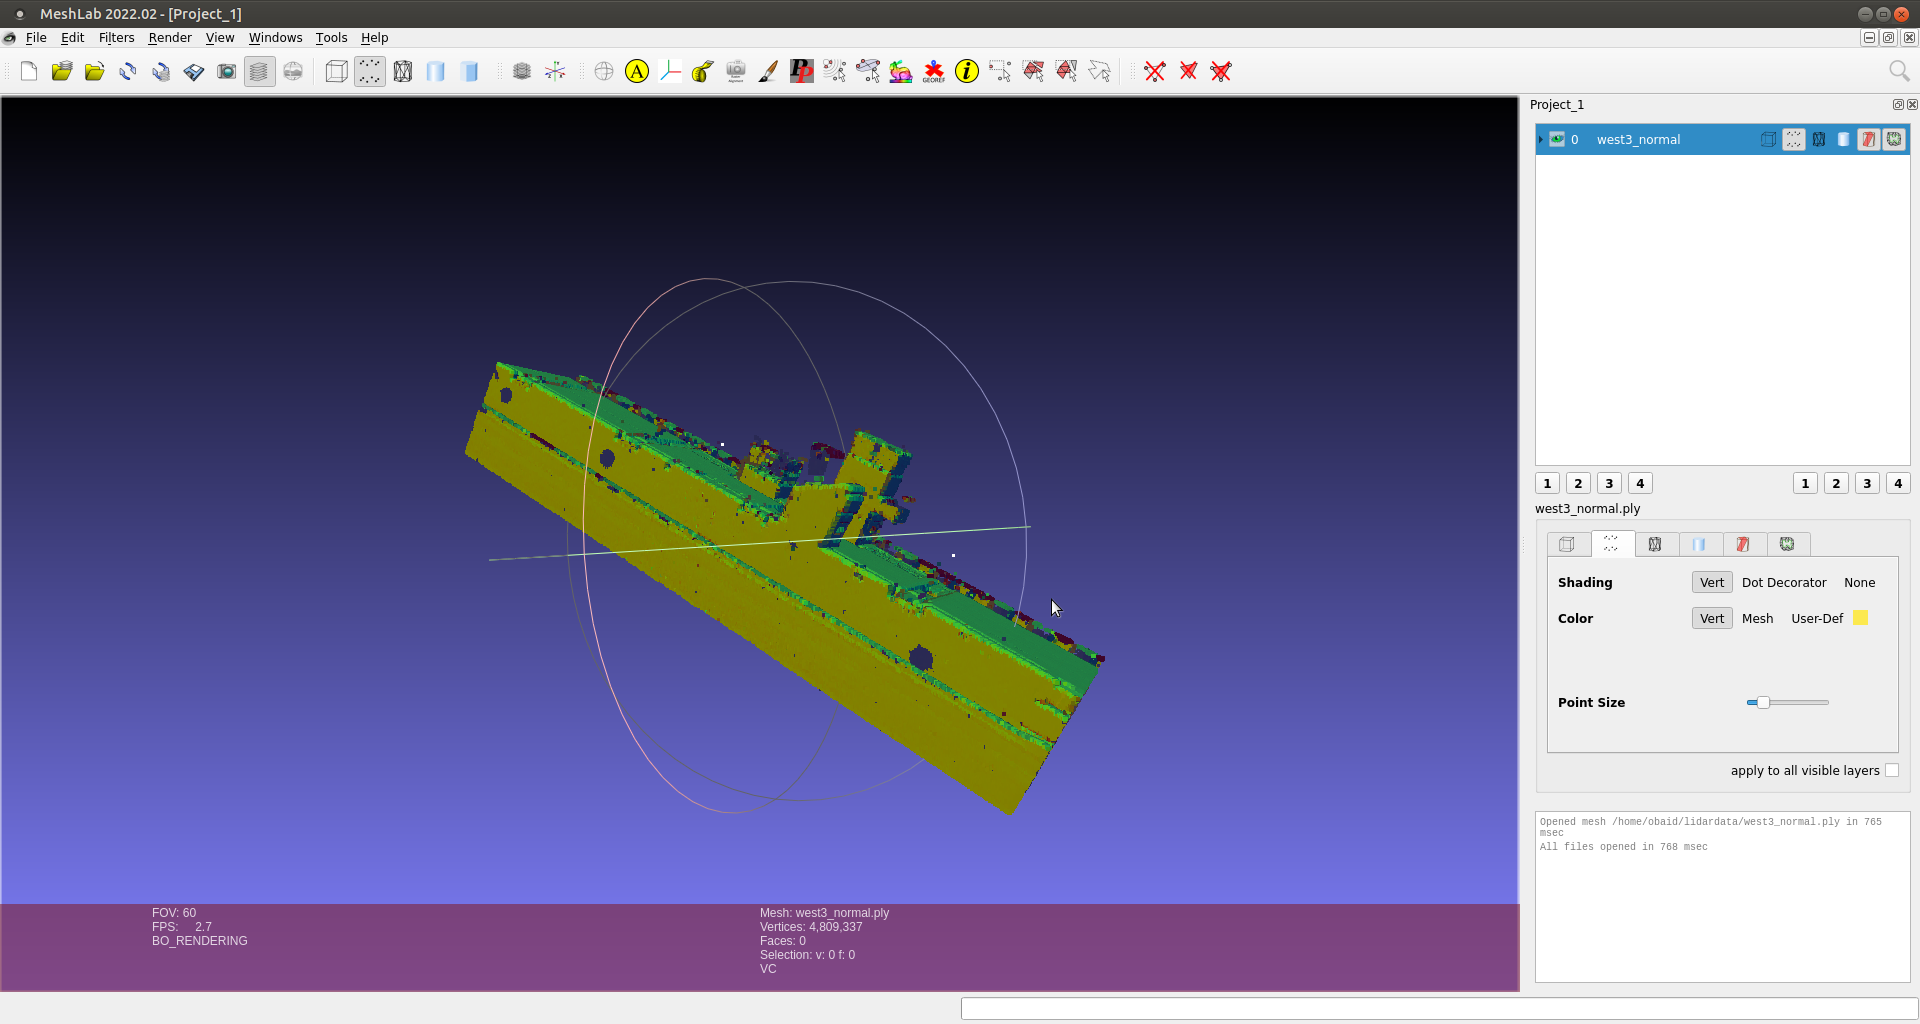 MeshLab 2022.02 - [Project_1]
File Edit Filters Render View Windows Tools Help
A PP GEOREF i
Project_1
0 west3_normal
1 2 3 4 1 2 3 4
west3_normal.ply
Shading Vert Dot Decorator None
Color Vert Mesh User-Def
Point Size
apply to all visible layers
Opened mesh /home/obaid/lidardata/west3_normal.ply in 765
msec
All files opened in 768 msec
FOV: 60
FPS: 2.7
BO_RENDERING
Mesh: west3_normal.ply
Vertices: 4,809,337
Faces: 0
Selection: v: 0 f: 0
VC